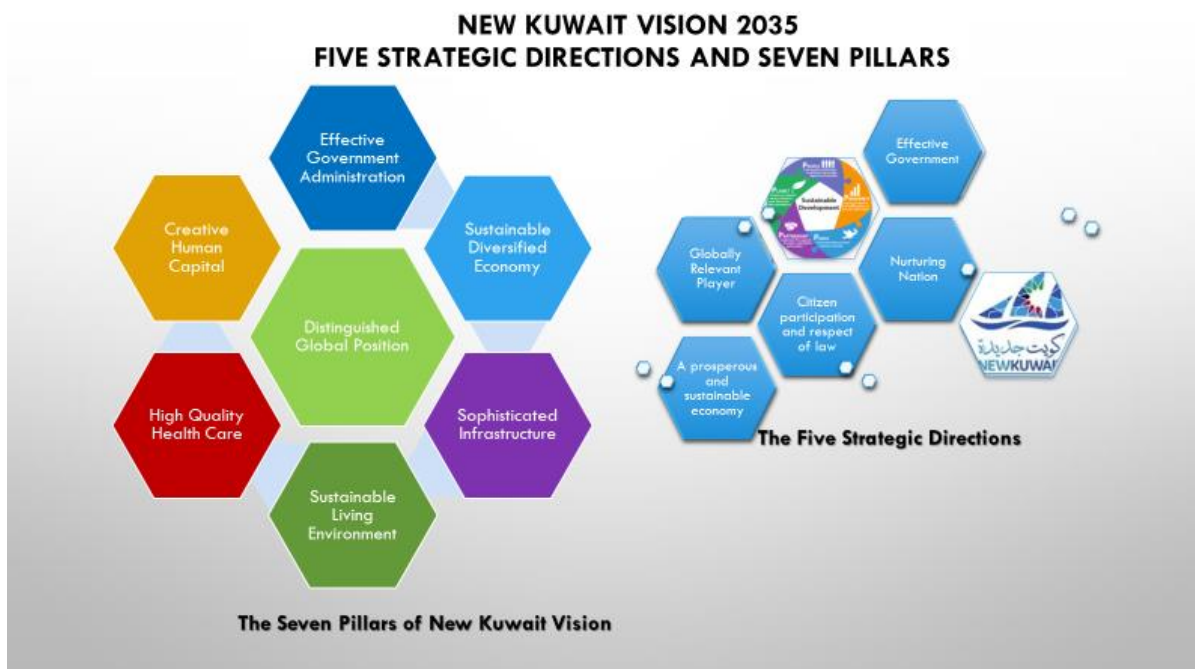 NEW KUWAIT VISION 2035
FIVE STRATEGIC DIRECTIONS AND SEVEN PILLARS
Effective
Government
Administration
Creative
Human
Capital
Sustainable
Diversified
Economy
Distinguished
Global Position
High Quality
Health Care
Sophisticated
Infrastructure
Sustainable
Living
Environment
The Seven Pillars of New Kuwait Vision
Effective
Government
Sustainable
Development
Globally
Relevant
Player
Nurturing
Nation
Citizen
participation
and respect
of law
كويت جديدة
NEWKUWAI
A prosperous
and
sustainable
economy
The Five Strategic Directions